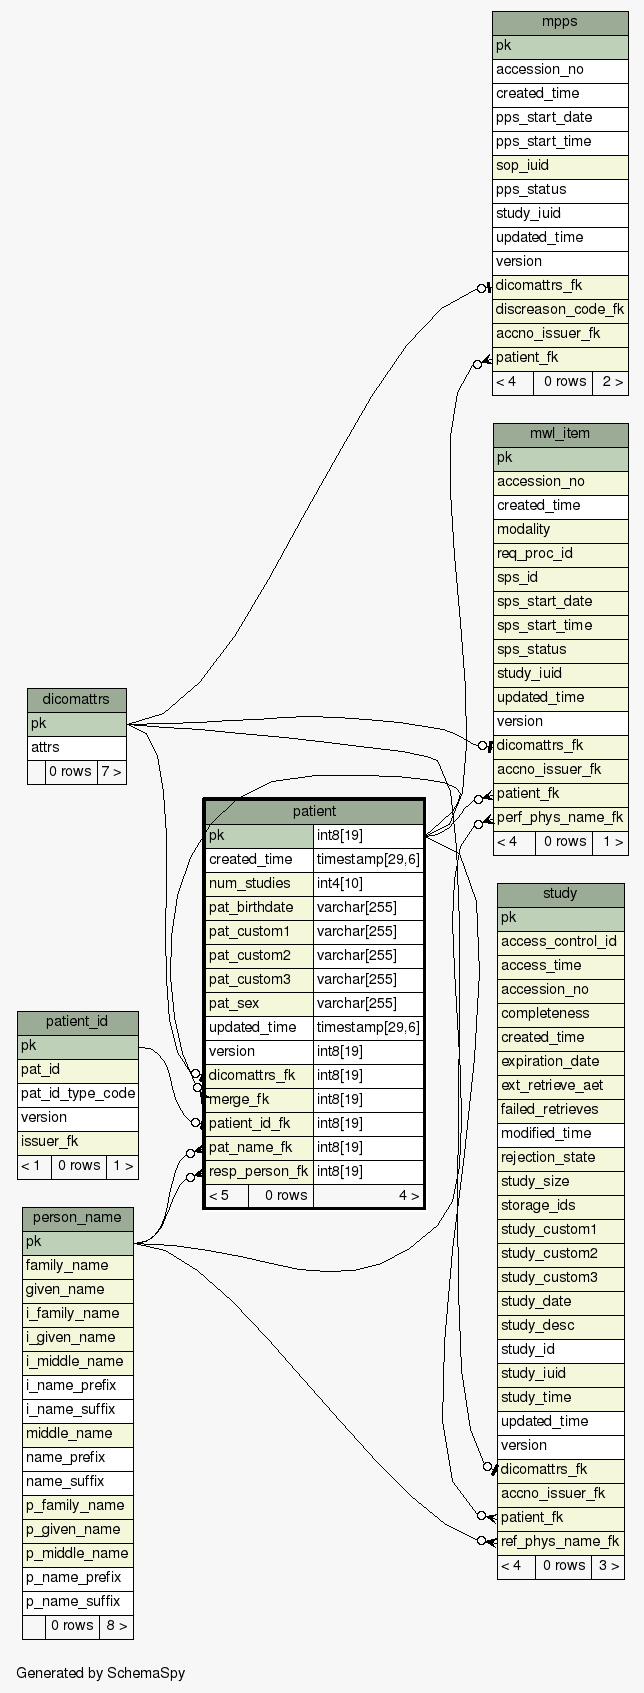 mpps
pk
accession_no
created_time
pps_start_date
pps_start_time
sop_iuid
pps_status
study_iuid
updated_time
version
dicomattrs_fk
discreason_code_fk
accno_issuer_fk
patient_fk
< 4 0 rows 2 >
mwl_item
pk
accession_no
created_time
modality
req_proc_id
sps_id
sps_start_date
sps_start_time
sps_status
study_iuid
updated_time
version
dicomattrs_fk
accno_issuer_fk
patient_fk
perf_phys_name_fk
< 4 0 rows 1 >
dicomattrs
pk
attrs
0 rows 7 >
patient
pk int8[19]
created_time timestamp[29,6]
num_studies int4[10]
pat_birthdate varchar[255]
pat_custom1 varchar[255]
pat_custom2 varchar[255]
pat_custom3 varchar[255]
pat_sex varchar[255]
updated_time timestamp[29,6]
version int8[19]
dicomattrs_fk int8[19]
merge_fk int8[19]
patient_id_fk int8[19]
pat_name_fk int8[19]
resp_person_fk int8[19]
< 5 0 rows 4 >
study
pk
access_control_id
access_time
accession_no
completeness
created_time
expiration_date
ext_retrieve_aet
failed_retrieves
modified_time
rejection_state
study_size
storage_ids
study_custom1
study_custom2
study_custom3
study_date
study_desc
study_id
study_iuid
study_time
updated_time
version
dicomattrs_fk
accno_issuer_fk
patient_fk
ref_phys_name_fk
< 4 0 rows 3 >
patient_id
pk
pat_id
pat_id_type_code
version
issuer_fk
< 1 0 rows 1 >
person_name
pk
family_name
given_name
i_family_name
i_given_name
i_middle_name
i_name_prefix
i_name_suffix
middle_name
name_prefix
name_suffix
p_family_name
p_given_name
p_middle_name
p_name_prefix
p_name_suffix
0 rows 8 >
Generated by SchemaSpy